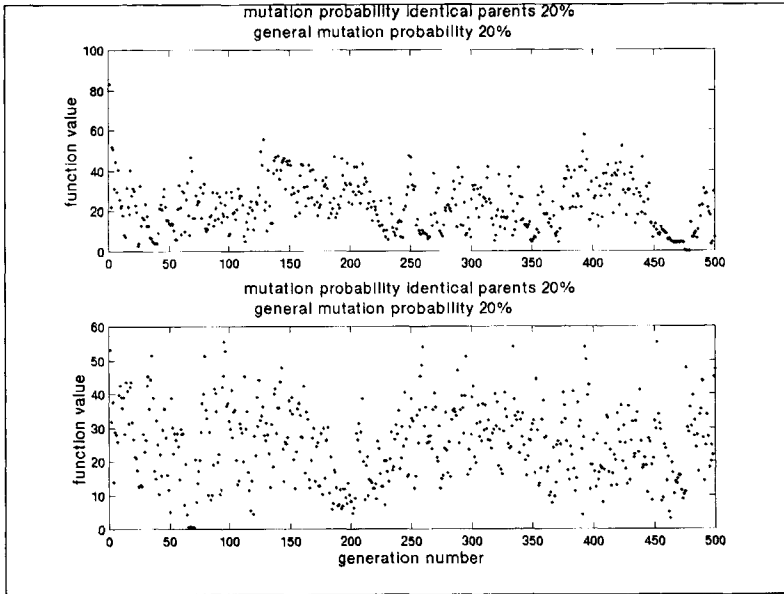 mutation probability identical parents 20%
general mutation probability 20%
100
80
60
40
20
0
function value
0 50 100 150 200 250 300 350 400 450 500
mutation probability identical parents 20%
general mutation probability 20%
60
50
40
30
20
10
0
function value
0 50 100 150 200 250 300 350 400 450 500
generation number